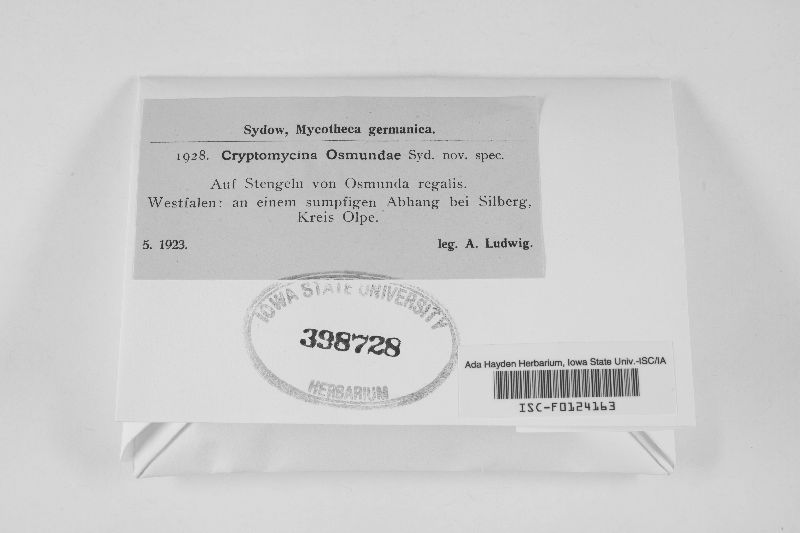 Sydow, Mycotheca germanica.
1928. Cryptomycina Osmundae Syd. nov. spec.
Auf Stengeln von Osmunda regalis.
Westfalen: an einem sumpfigen Abhang bei Silberg,
Kreis Olpe.
5. 1923. leg. A. Ludwig.
IOWA STATE UNIVERSITY
398728
HERBARIUM
Ada Hayden Herbarium, Iowa State Univ.-ISC/IA
ISC-F0124163